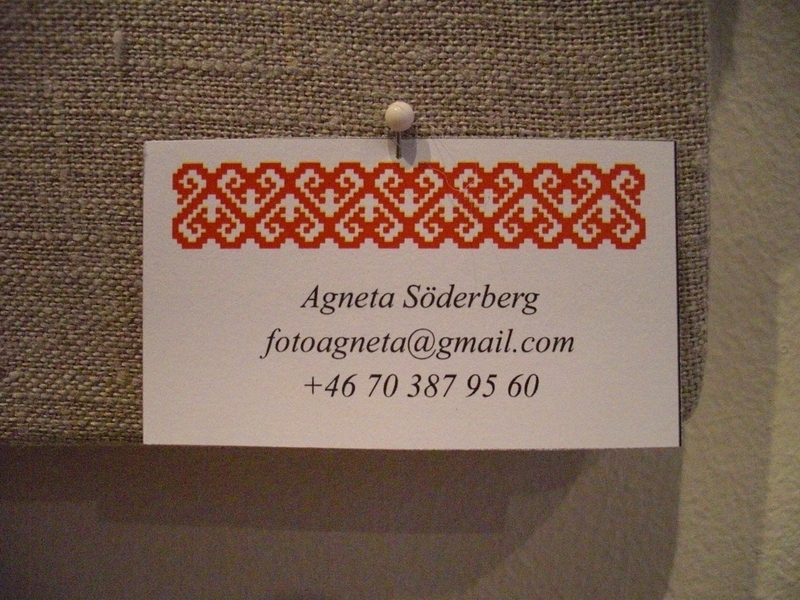 Agneta Söderberg
fotoagneta@gmail.com
+46 70 387 95 60